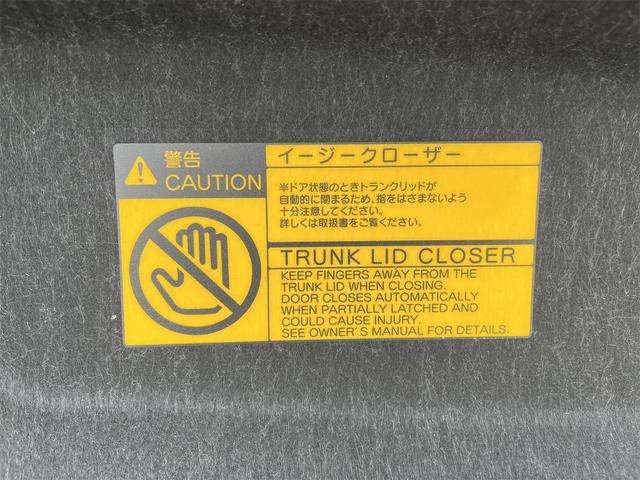 警告
CAUTION
イージークローザー
半ドア状態のときトランクリッドが
自動的に閉まるため、指をはさまないよう
十分注意してください。
詳しくは取扱書をご覧ください。
TRUNK LID CLOSER
KEEP FINGERS AWAY FROM THE
TRUNK LID WHEN CLOSING.
DOOR CLOSES AUTOMATICALLY
WHEN PARTIALLY LATCHED AND
COULD CAUSE INJURY.
SEE OWNER'S MANUAL FOR DETAILS.